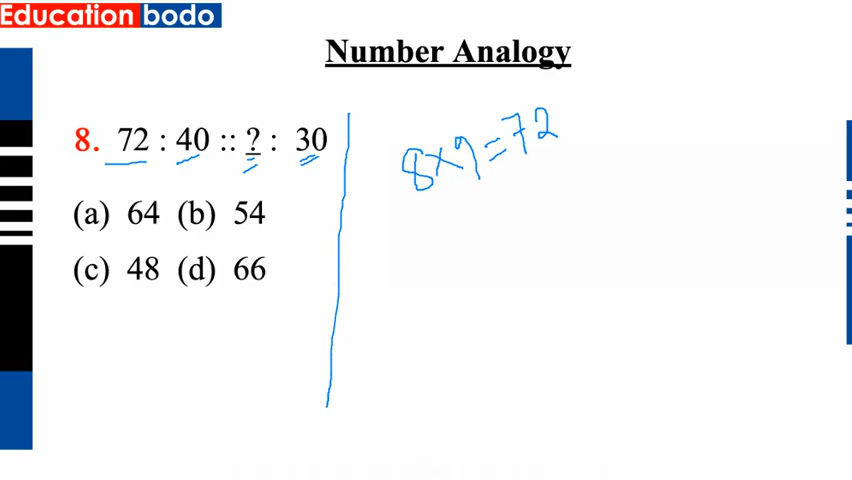 Education bodo
Number Analogy
8. 72 : 40 :: ? : 30
8×9=72
(a) 64 (b) 54
(c) 48 (d) 66